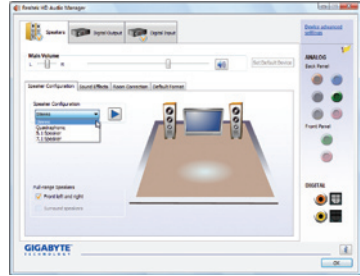 Realtek HD Audio Manager
Speakers
Digital Output
Digital Input
Device advanced
settings
Main Volume
L
R
Set Default Device
ANALOG
Back Panel
Speaker Configuration
Sound Effects
Room Correction
Default Format
Speaker Configuration
Stereo
Stereo
Quadraphonic
5.1 Speaker
7.1 Speaker
Front Panel
Full-range Speakers
Front left and right
Surround speakers
DIGITAL
GIGABYTE
TECHNOLOGY
OK